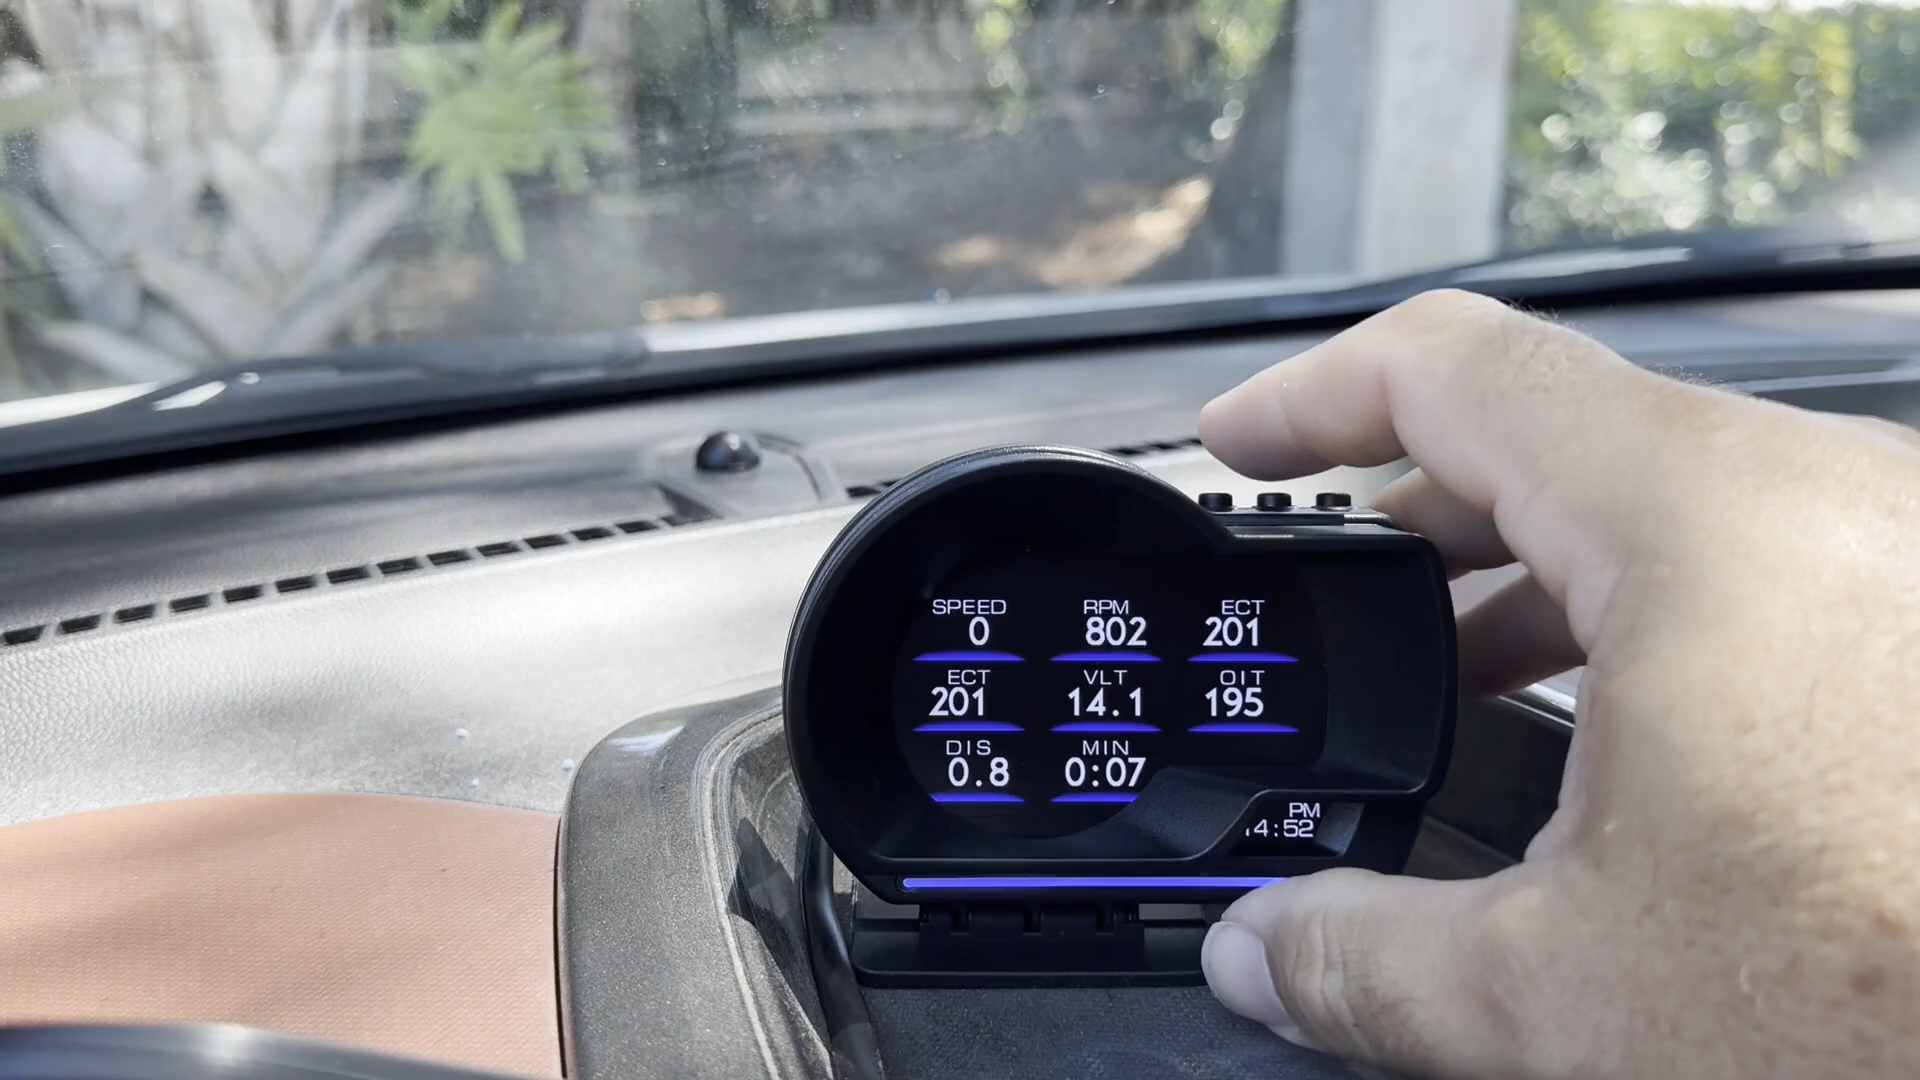 SPEED RPM ECT
0 802 201
ECT VLT OIT
201 14.1 195
DIS MIN
0.8 0:07
PM
4:52